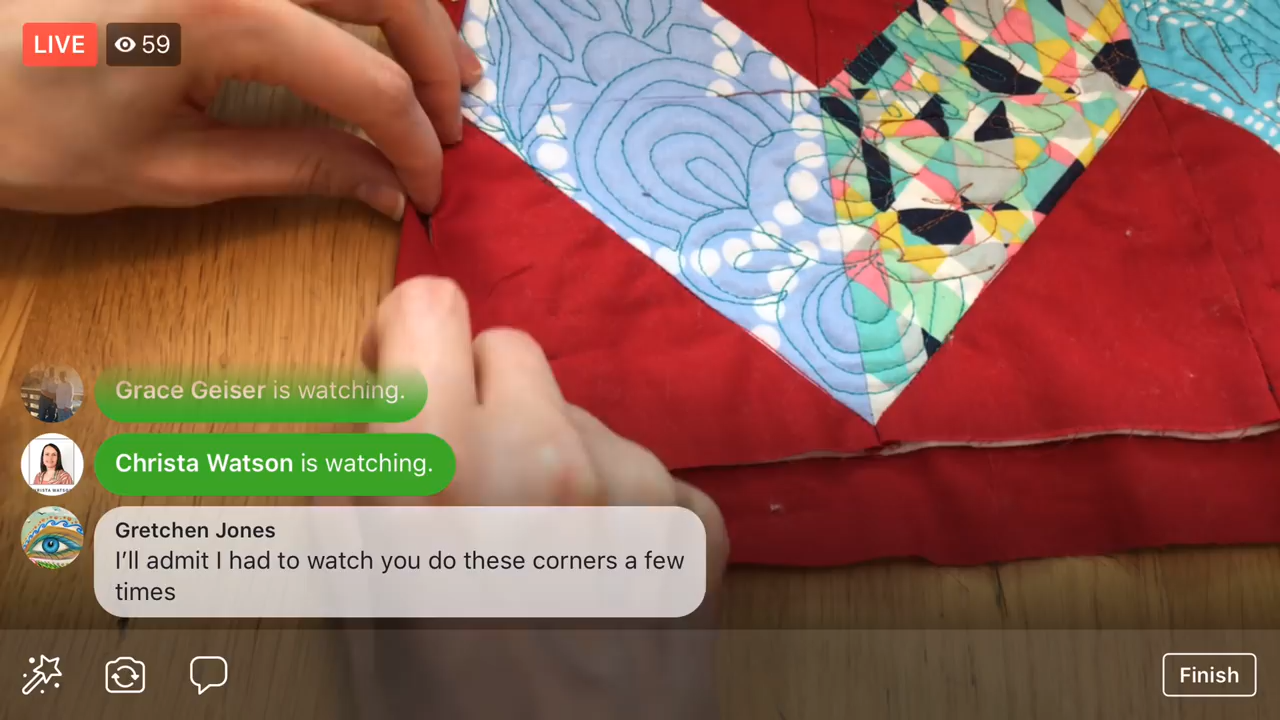 LIVE 59
Grace Geiser is watching.
Christa Watson is watching.
Gretchen Jones
I’ll admit I had to watch you do these corners a few
times
Finish